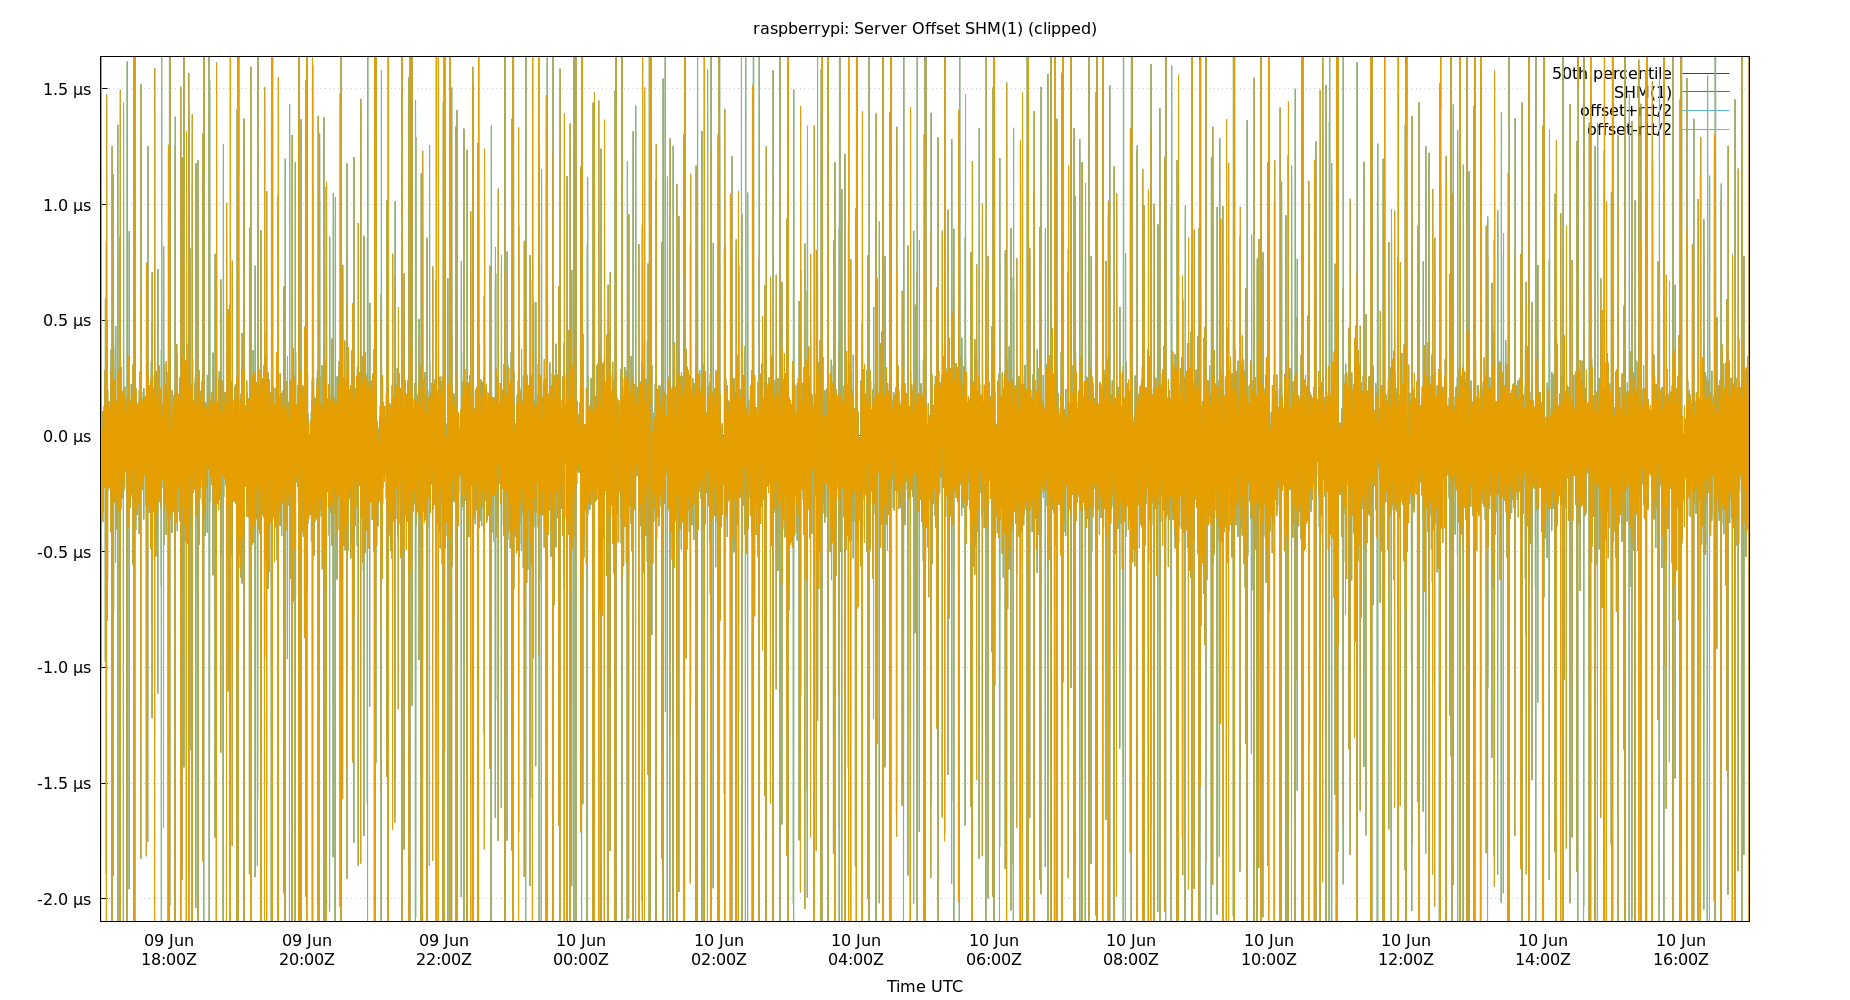 raspberrypi: Server Offset SHM(1) (clipped)
50th percentile
SHM(1)
offset+rtt/2
offset-rtt/2
1.5 µs
1.0 µs
0.5 µs
0.0 µs
-0.5 µs
-1.0 µs
-1.5 µs
-2.0 µs
09 Jun 09 Jun 09 Jun 10 Jun 10 Jun 10 Jun 10 Jun 10 Jun 10 Jun 10 Jun 10 Jun 10 Jun
18:00Z 20:00Z 22:00Z 00:00Z 02:00Z 04:00Z 06:00Z 08:00Z 10:00Z 12:00Z 14:00Z 16:00Z
Time UTC